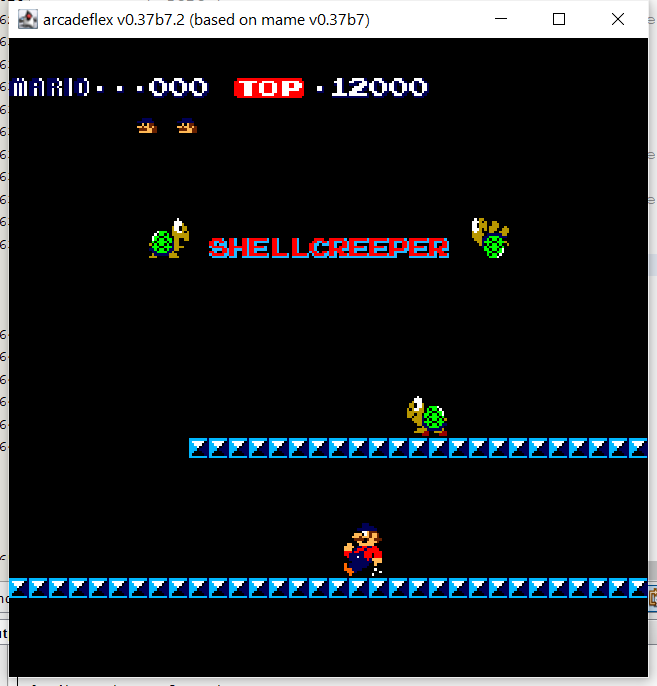 arcadeflex v0.37b7.2 (based on mame v0.37b7)
MARIO···000 TOP ·12000
SHELLCREEPER